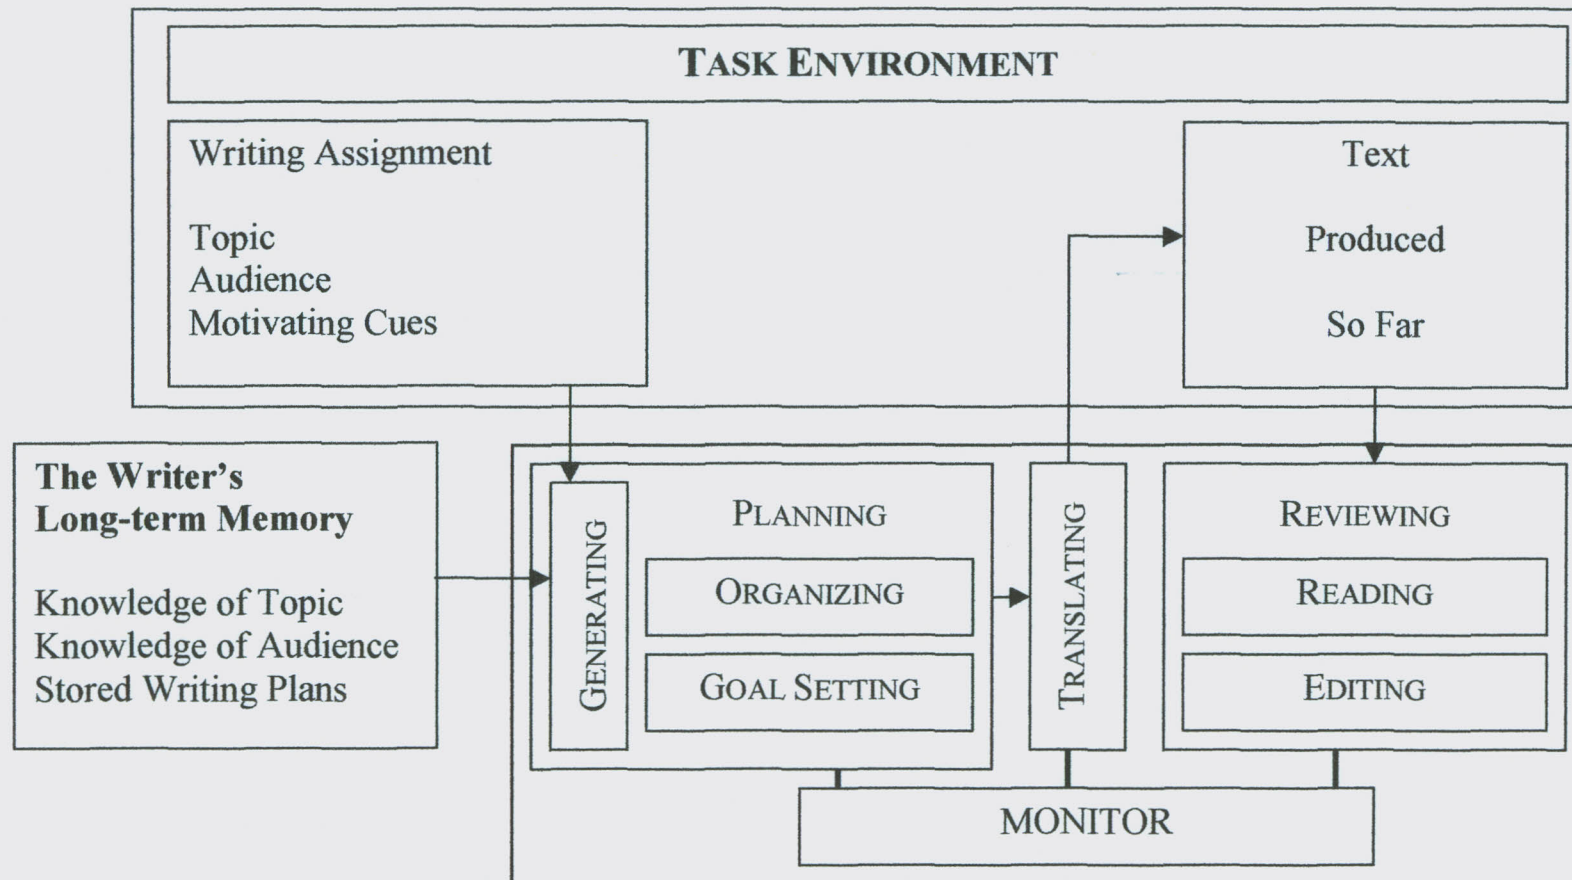 TASK ENVIRONMENT
Writing Assignment
Topic
Audience
Motivating Cues
Text
Produced
So Far
The Writer's
Long-term Memory
Knowledge of Topic
Knowledge of Audience
Stored Writing Plans
GENERATING
PLANNING
ORGANIZING
GOAL SETTING
TRANSLATING
REVIEWING
READING
EDITING
MONITOR